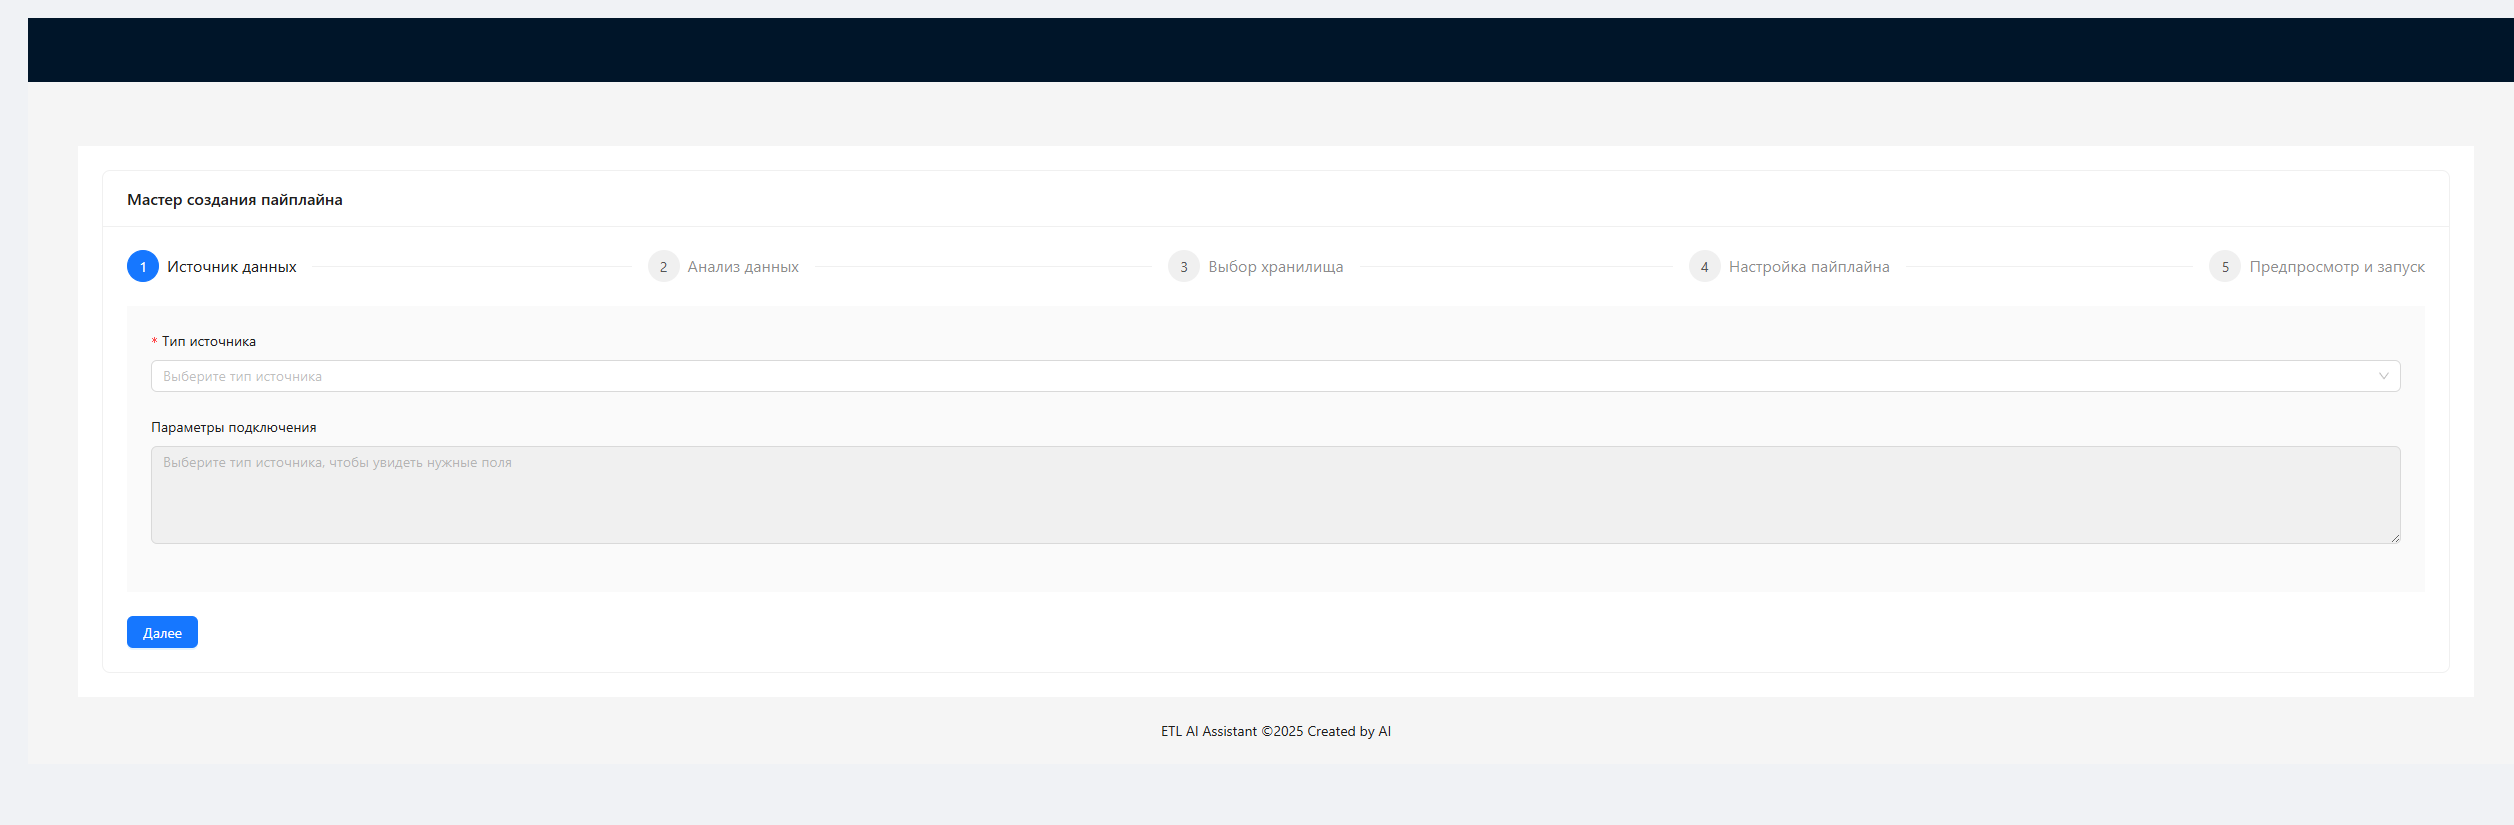 Мастер создания пайплайна
1 Источник данных 2 Анализ данных 3 Выбор хранилища 4 Настройка пайплайна 5 Предпросмотр и запуск
* Тип источника
Выберите тип источника
Параметры подключения
Выберите тип источника, чтобы увидеть нужные поля
Далее
ETL AI Assistant ©2025 Created by AI